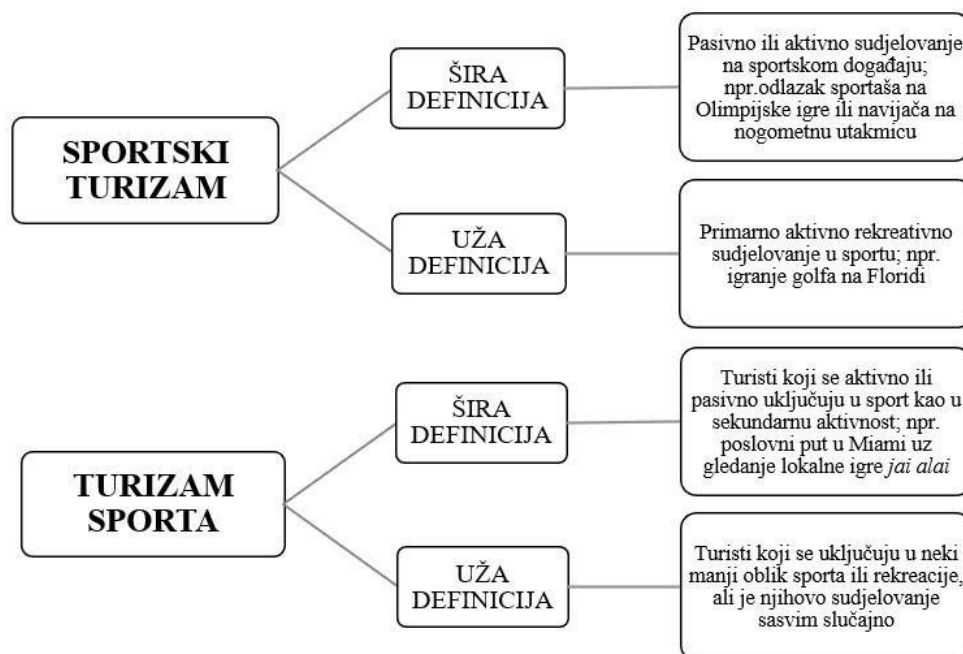 SPORTSKI
TURIZAM
ŠIRA
DEFINICIJA
Pasivno ili aktivno sudjelovanje
na sportskom događaju;
npr.odlazak sportaša na
Olimpijske igre ili navijača na
nogometnu utakmicu
UŽA
DEFINICIJA
Primarno aktivno rekreativno
sudjelovanje u sportu; npr.
igranje golfa na Floridi
TURIZAM
SPORTA
ŠIRA
DEFINICIJA
Turisti koji se aktivno ili
pasivno uključuju u sport kao u
sekundarnu aktivnost; npr.
poslovni put u Miami uz
gledanje lokalne igre jai alai
UŽA
DEFINICIJA
Turisti koji se uključuju u neki
manji oblik sporta ili rekreacije,
ali je njihovo sudjelovanje
sasvim slučajno